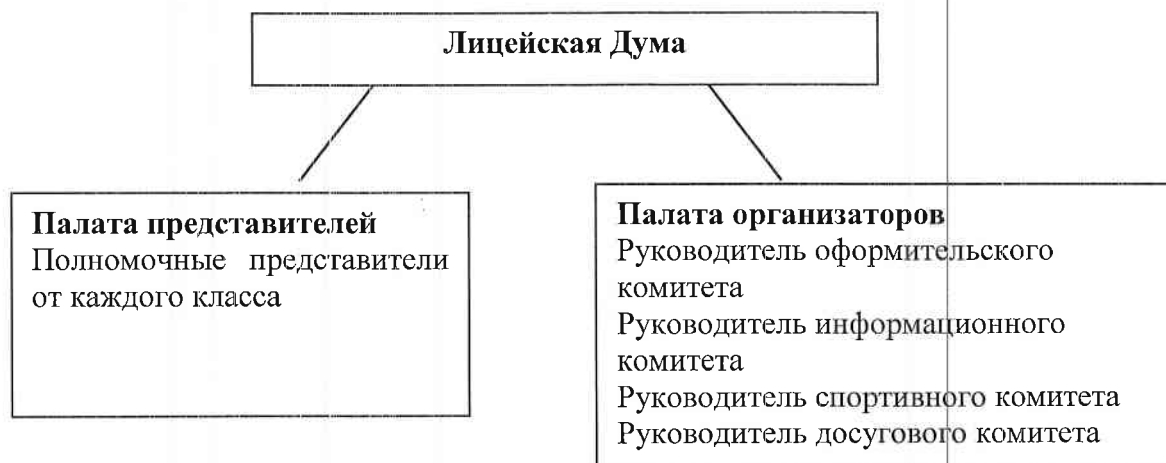 Лицейская Дума
Палата представителей
Полномочные представители
от каждого класса
Палата организаторов
Руководитель оформительского
комитета
Руководитель информационного
комитета
Руководитель спортивного комитета
Руководитель досугового комитета